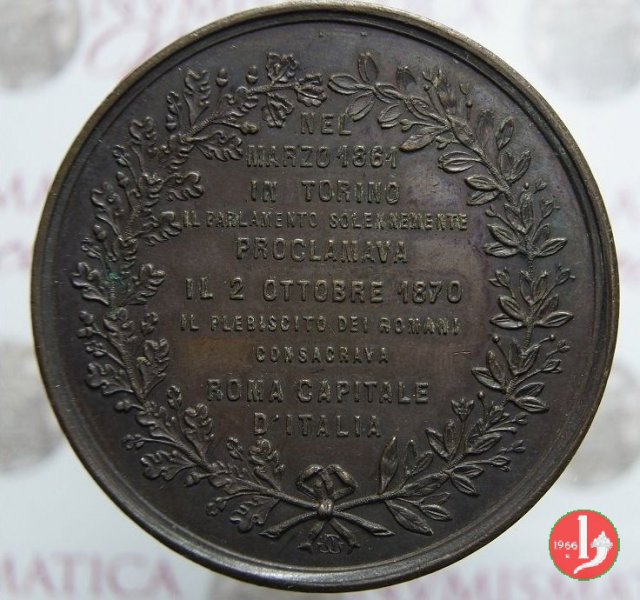 NEL
MARZO 1861
IN TORINO
IL PARLAMENTO SOLENNEMENTE
PROCLAMAVA
IL 2 OTTOBRE 1870
IL PLEBISCITO DEI ROMANI
CONSACRAVA
ROMA CAPITALE
D'ITALIA
1966